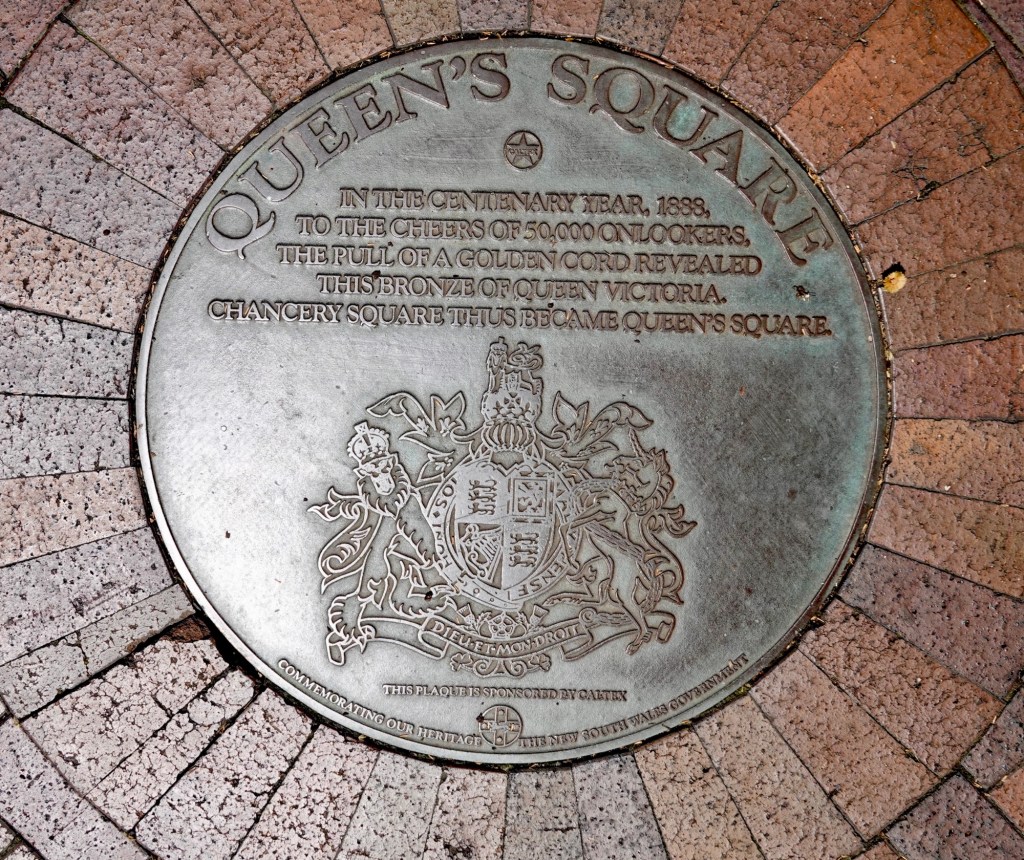 QUEEN'S SQUARE
IN THE CENTENARY YEAR, 1888,
TO THE CHEERS OF 50,000 ONLOOKERS,
THE PULL OF A GOLDEN CORD REVEALED
THIS BRONZE OF QUEEN VICTORIA.
CHANCERY SQUARE THUS BECAME QUEEN'S SQUARE.
DIEU·ET·MON·DROIT
THIS PLAQUE IS SPONSORED BY CALTEX
COMMEMORATING OUR HERITAGE THE NEW SOUTH WALES GOVERNMENT